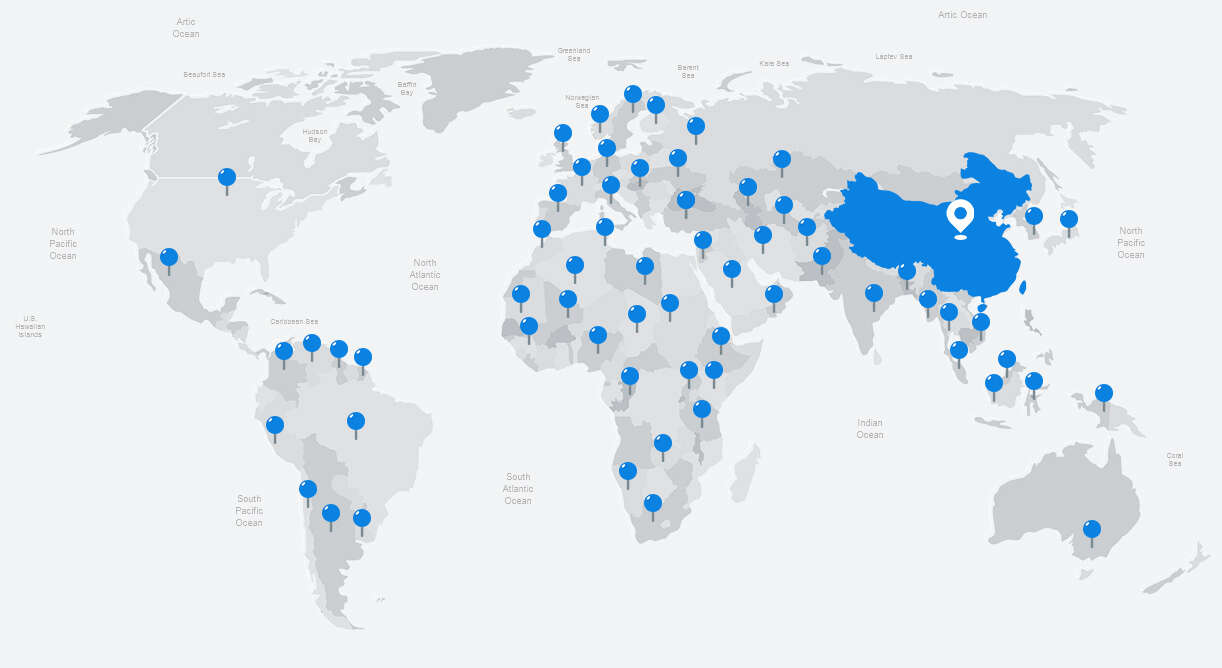 Artic
Ocean
Artic Ocean
Greenland
Sea
Laptev Sea
Kara Sea
Barent
Sea
Beaufort Sea
Baffin
Bay
Norwegian
Sea
Hudson
Bay
North
Pacific
Ocean
North
Atlantic
Ocean
North
Pacific
Ocean
U.S.
Hawaiian
Islands
Caribbean Sea
Indian
Ocean
Coral
Sea
South
Atlantic
Ocean
South
Pacific
Ocean